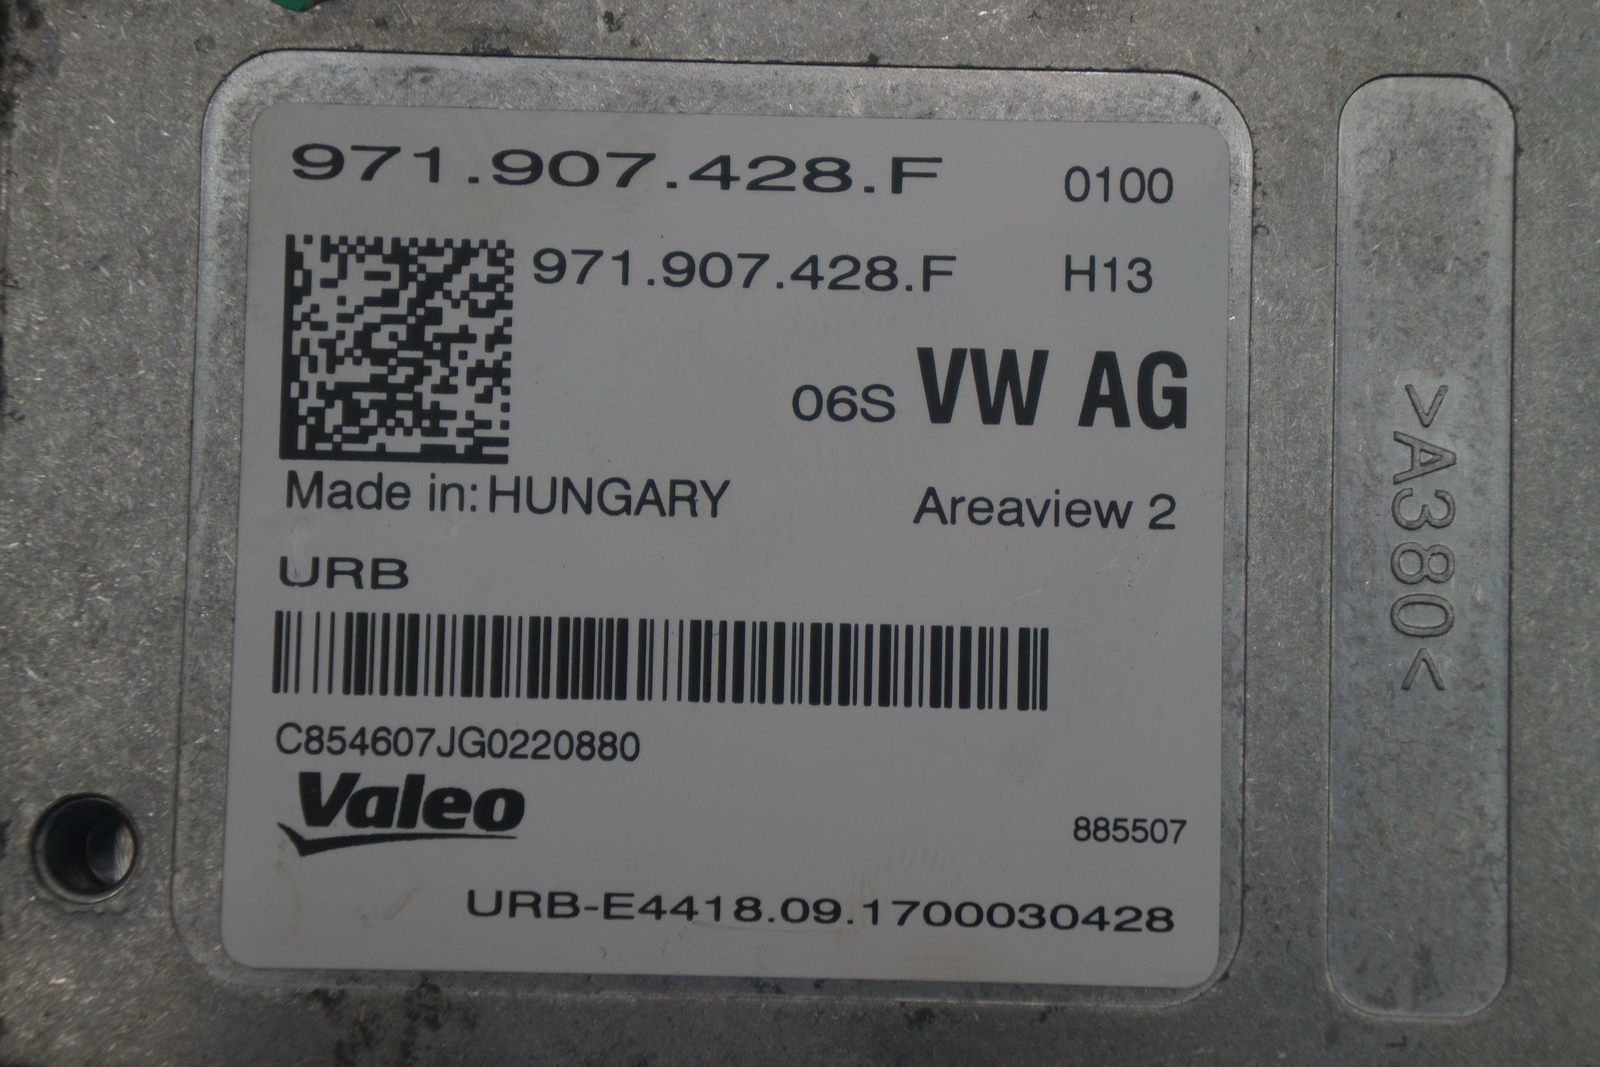 971.907.428.F 0100
971.907.428.F H13
06S VW AG
Made in: HUNGARY Areaview 2
URB
C854607JG0220880
Valeo
885507
URB-E4418.09.1700030428
>A380<